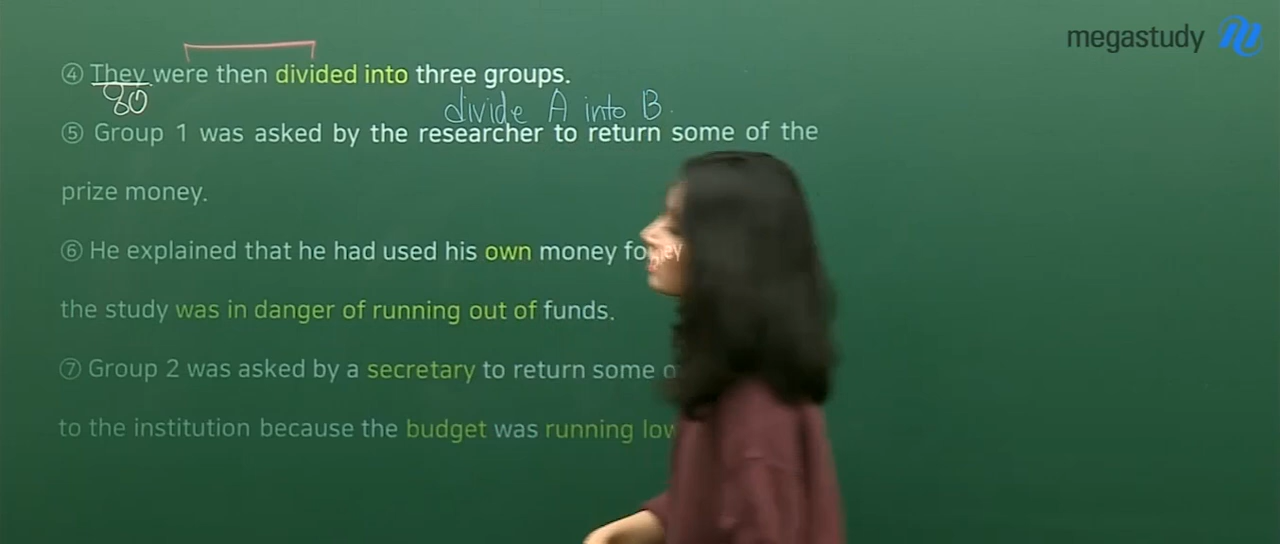 megastudy
④ They were then divided into three groups.
80
divide A into B.
⑤ Group 1 was asked by the researcher to return some of the
prize money.
⑥ He explained that he had used his own money fo
the study was in danger of running out of funds.
⑦ Group 2 was asked by a secretary to return some o
to the institution because the budget was running low